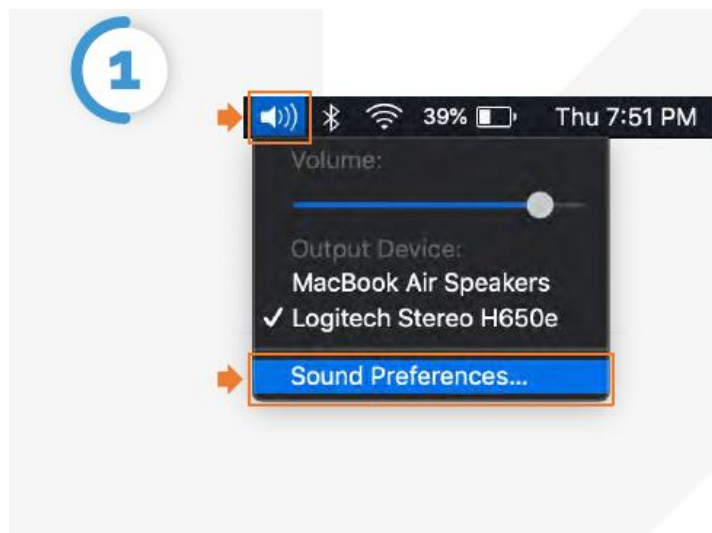 1
39% Thu 7:51 PM
Volume:
Output Device:
MacBook Air Speakers
✓ Logitech Stereo H650e
Sound Preferences...